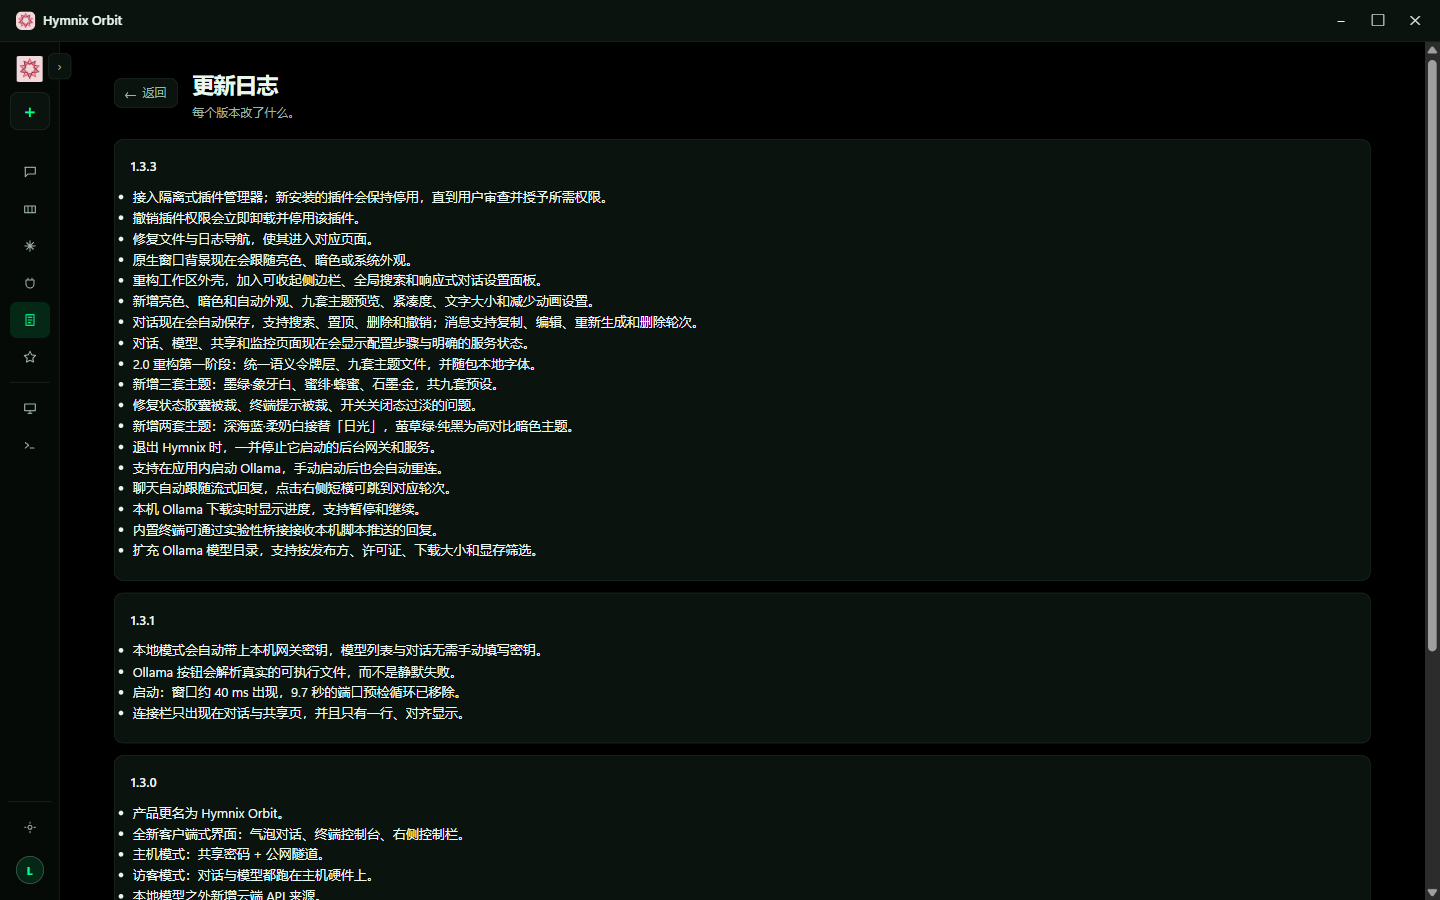 Hymnix Orbit
← 返回
更新日志
每个版本改了什么。
1.3.3
接入隔离式插件管理器；新安装的插件会保持停用，直到用户审查并授予所需权限。
撤销插件权限会立即卸载并停用该插件。
修复文件与日志导航，使其进入对应页面。
原生窗口背景现在会跟随亮色、暗色或系统外观。
重构工作区外壳，加入可收起侧边栏、全局搜索和响应式对话设置面板。
新增亮色、暗色和自动外观、九套主题预览、紧凑度、文字大小和减少动画设置。
对话现在会自动保存，支持搜索、置顶、删除和撤销；消息支持复制、编辑、重新生成和删除轮次。
对话、模型、共享和监控页面现在会显示配置步骤与明确的服务状态。
2.0 重构第一阶段：统一语义令牌层、九套主题文件，并随包本地字体。
新增三套主题：墨绿·象牙白、蜜绯·蜂蜜、石墨·金，共九套预设。
修复状态胶囊被裁、终端提示被裁、开关关闭态过淡的问题。
新增两套主题：深海蓝·柔奶白接替「日光」，萤草绿·纯黑为高对比暗色主题。
退出 Hymnix 时，一并停止它启动的后台网关和服务。
支持在应用内启动 Ollama，手动启动后也会自动重连。
聊天自动跟随流式回复，点击右侧短横可跳到对应轮次。
本机 Ollama 下载实时显示进度，支持暂停和继续。
内置终端可通过实验性桥接接收本机脚本推送的回复。
扩充 Ollama 模型目录，支持按发布方、许可证、下载大小和显存筛选。
1.3.1
本地模式会自动带上本机网关密钥，模型列表与对话无需手动填写密钥。
Ollama 按钮会解析真实的可执行文件，而不是静默失败。
启动：窗口约 40 ms 出现，9.7 秒的端口预检循环已移除。
连接栏只出现在对话与共享页，并且只有一行、对齐显示。
1.3.0
产品更名为 Hymnix Orbit。
全新客户端式界面：气泡对话、终端控制台、右侧控制栏。
主机模式：共享密码 + 公网隧道。
访客模式：对话与模型都跑在主机硬件上。
本地模型之外新增云端 API 来源。
L